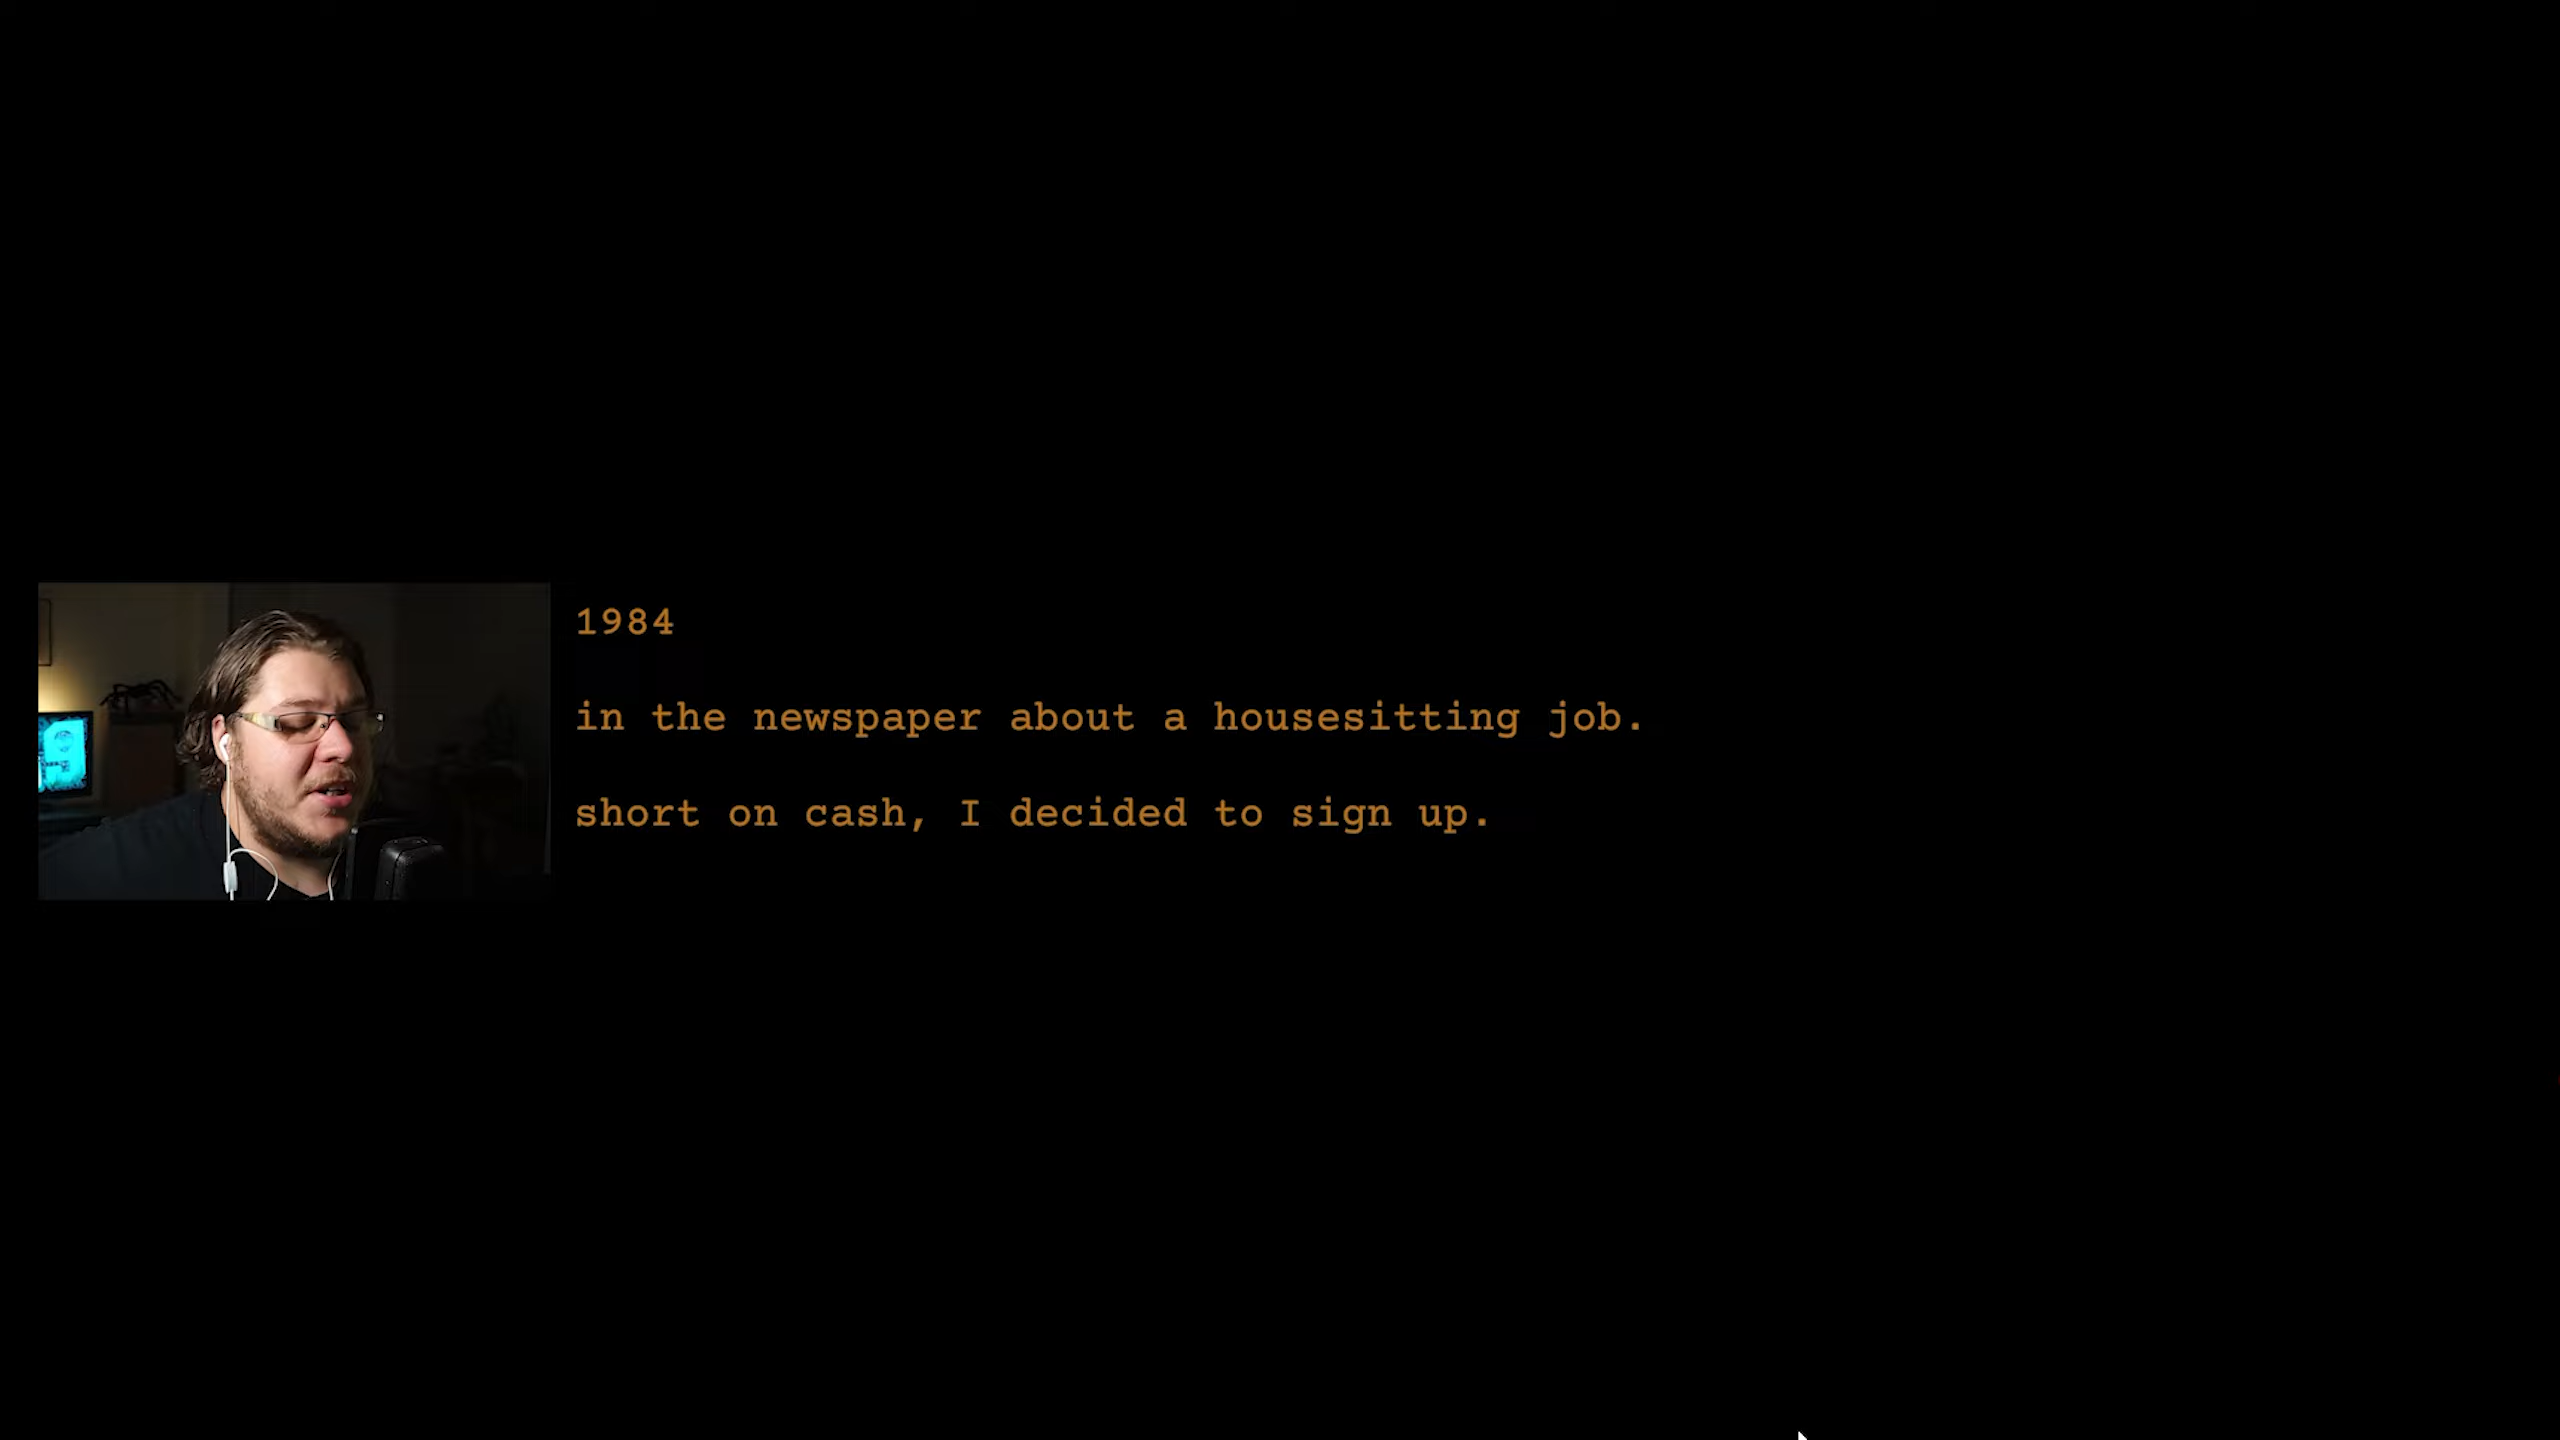 1984
in the newspaper about a housesitting job.
short on cash, I decided to sign up.